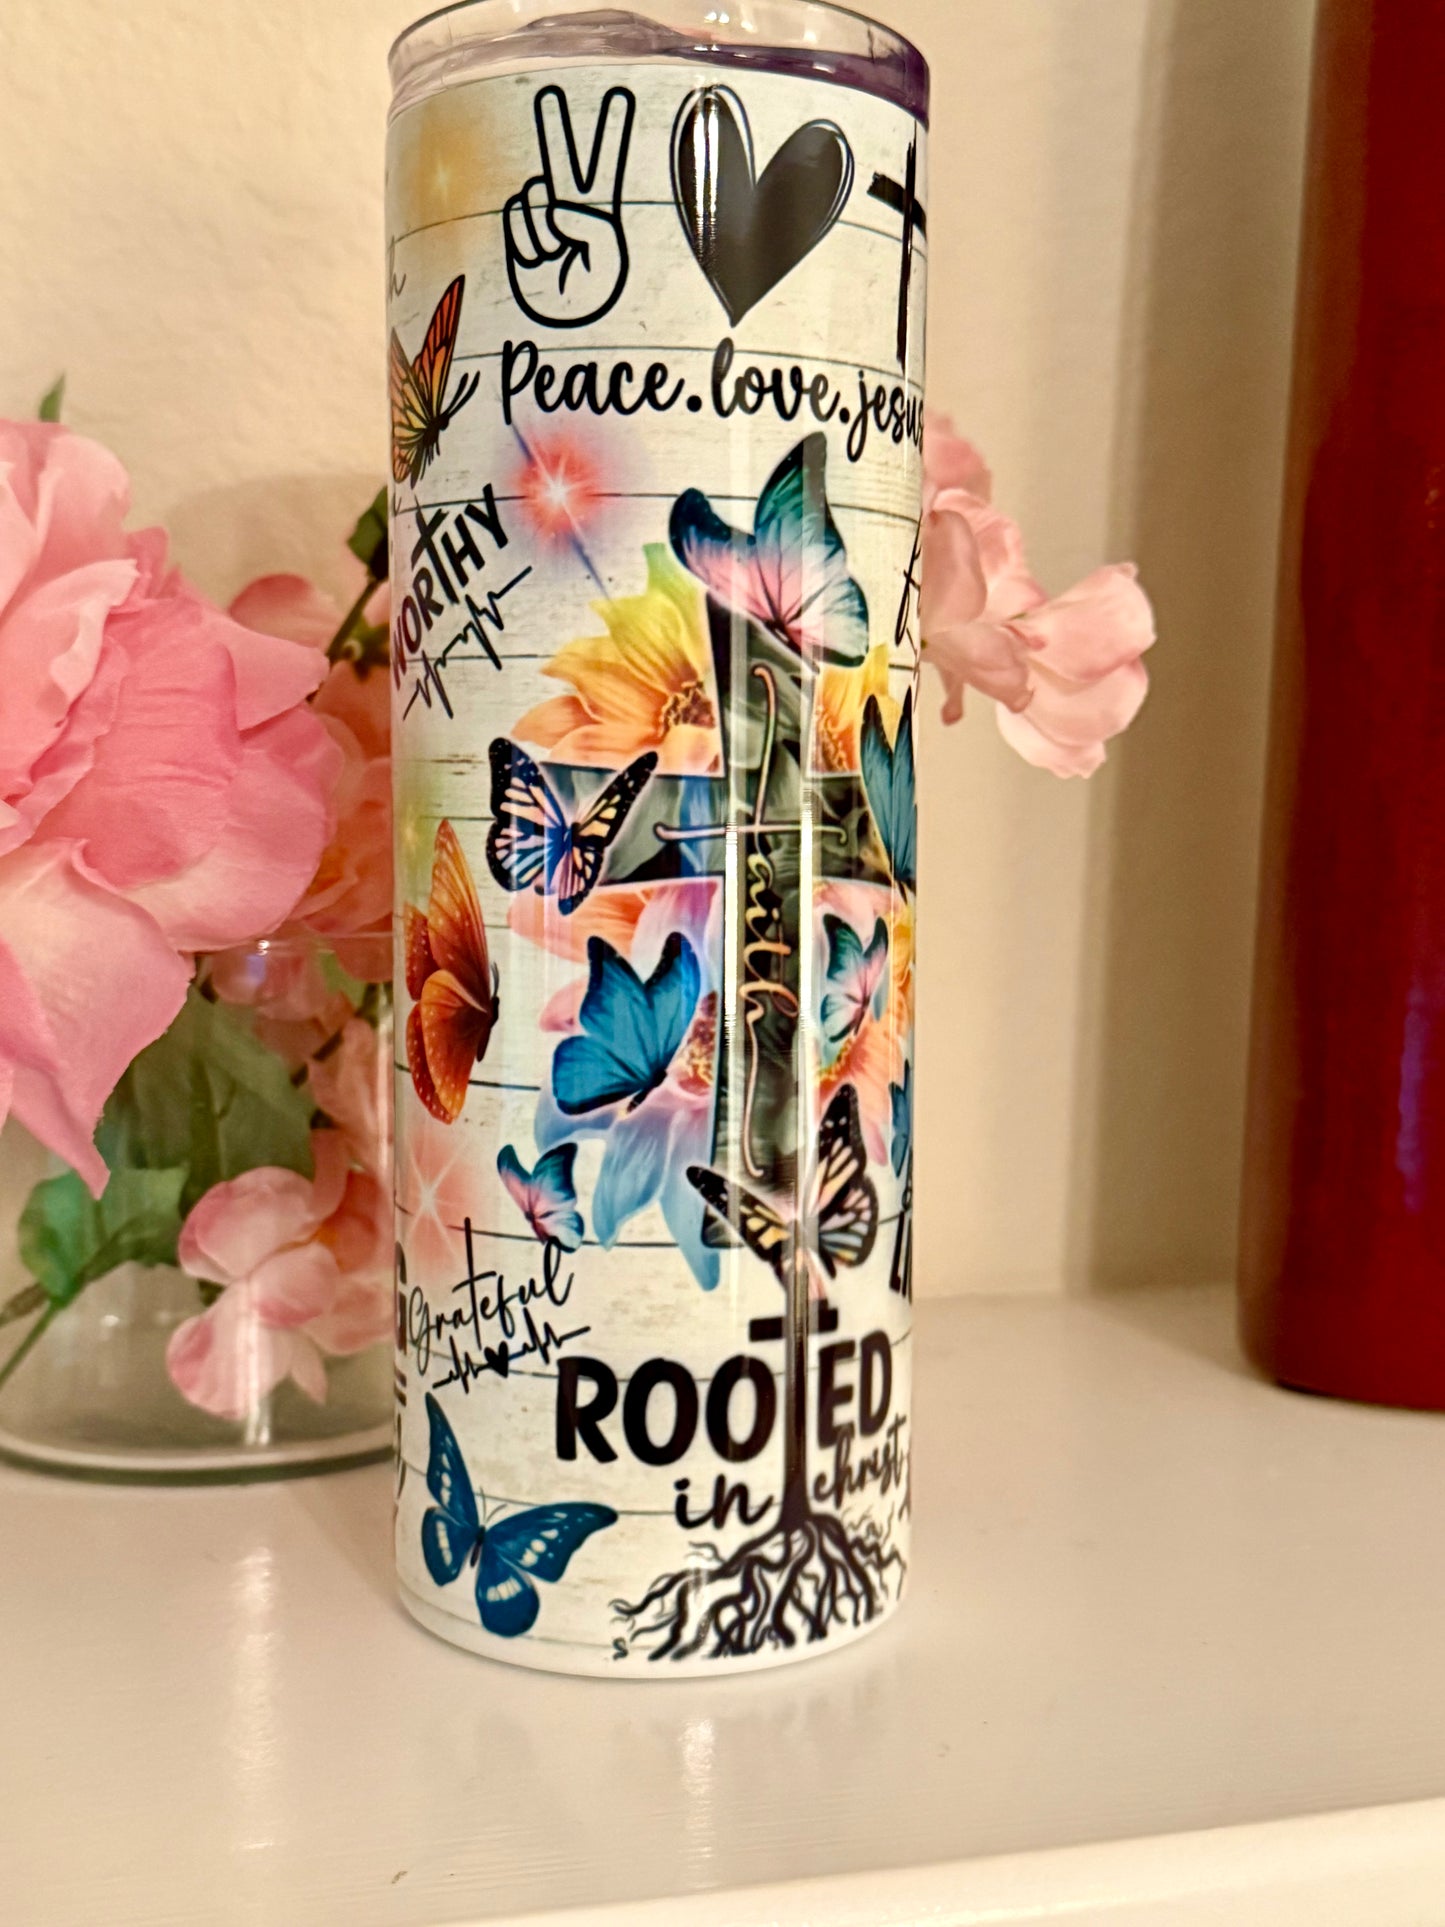 Peace.love.jesus
WORTHY
faith
Grateful
ROOTED
in christ